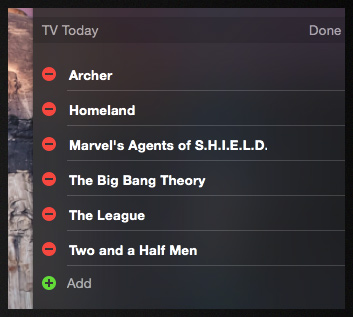 TV Today Done
Archer
Homeland
Marvel's Agents of S.H.I.E.L.D.
The Big Bang Theory
The League
Two and a Half Men
Add